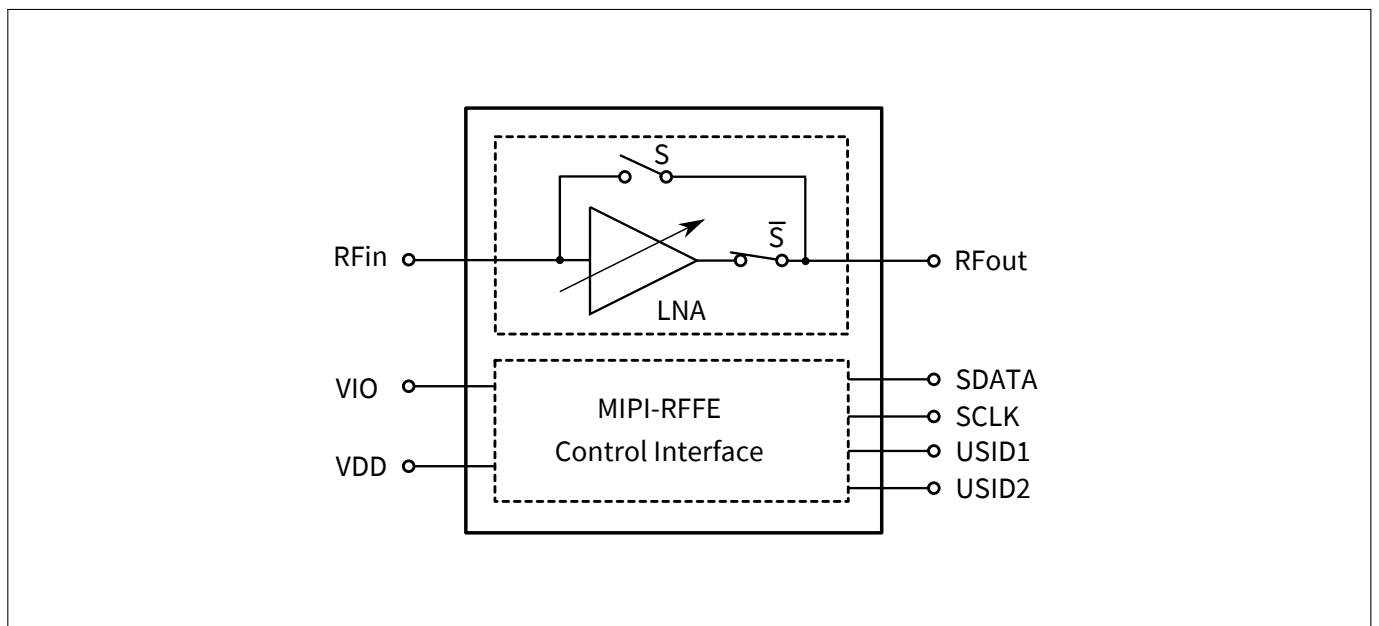 S
S̅
RFin
RFout
LNA
VIO
VDD
MIPI-RFFE
Control Interface
SDATA
SCLK
USID1
USID2